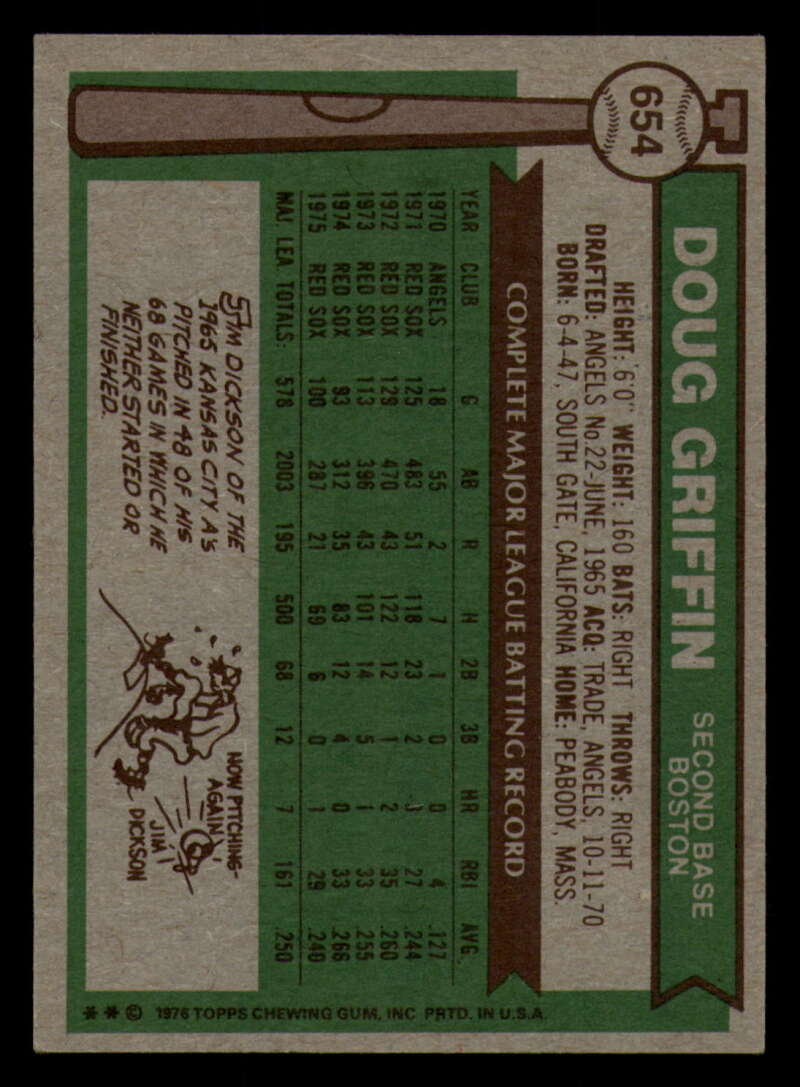 654
DOUG GRIFFIN
SECOND BASE
BOSTON
HEIGHT: 6'0" WEIGHT: 160 BATS: RIGHT THROWS: RIGHT
DRAFTED: ANGELS No. 22-JUNE, 1965 ACQ: TRADE, ANGELS, 10-11-70
BORN: 6-4-47, SOUTH GATE, CALIFORNIA HOME: PEABODY, MASS.
COMPLETE MAJOR LEAGUE BATTING RECORD
YEAR CLUB G AB R H 2B 3B HR RBI AVG.
1970 ANGELS 18 55 2 7 1 0 0 4 .127
1971 RED SOX 125 483 51 118 23 2 3 27 .244
1972 RED SOX 129 470 43 122 12 1 2 35 .260
1973 RED SOX 113 396 43 101 14 5 1 33 .255
1974 RED SOX 93 312 35 83 12 4 0 33 .266
1975 RED SOX 100 287 21 69 6 0 1 29 .240
MAJ. LEA. TOTALS: 578 2003 195 500 68 12 7 161 .250
JIM DICKSON OF THE
1965 KANSAS CITY A'S
PITCHED IN 48 OF HIS
68 GAMES IN WHICH HE
NEITHER STARTED OR
FINISHED.
NOW PITCHING-
AGAIN
JIM
DICKSON
** © 1976 TOPPS CHEWING GUM, INC PRTD. IN U.S.A.